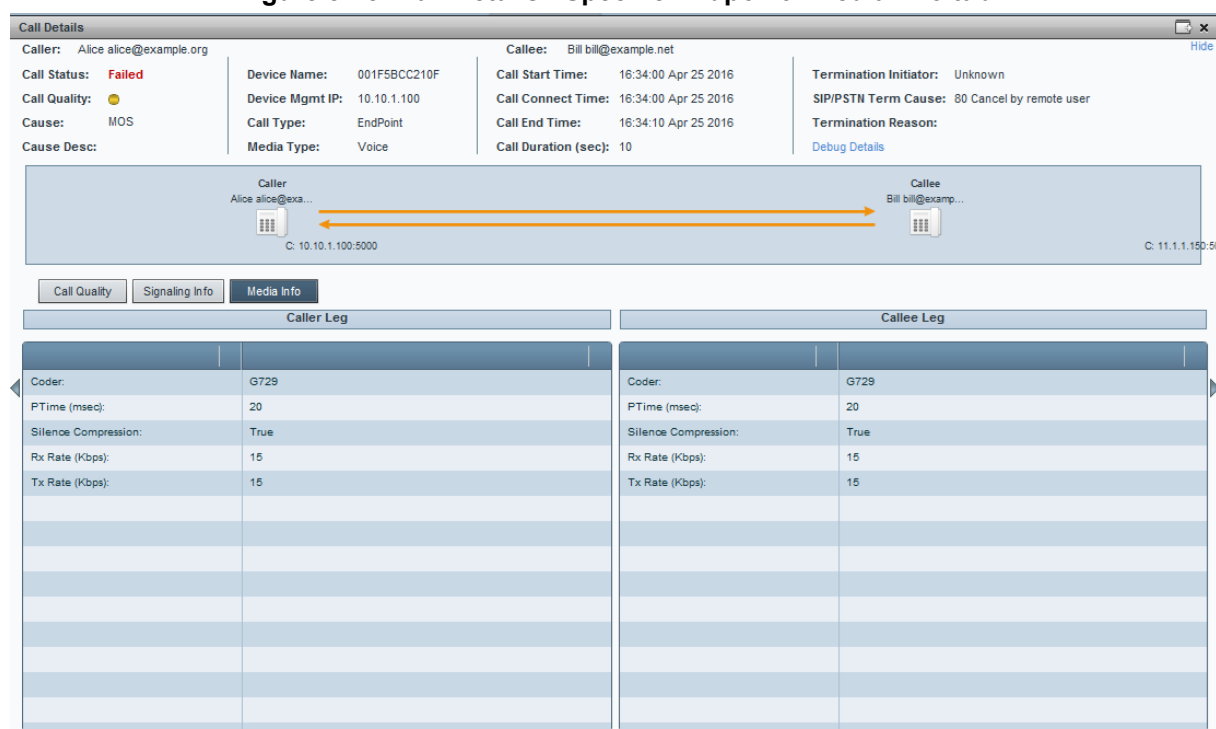 Call Details
Caller: Alice alice@example.org Callee: Bill bill@example.net Hide
Call Status: Failed Device Name: 001F5BCC210F Call Start Time: 16:34:00 Apr 25 2016 Termination Initiator: Unknown
Call Quality: Device Mgmt IP: 10.10.1.100 Call Connect Time: 16:34:00 Apr 25 2016 SIP/PSTN Term Cause: 80 Cancel by remote user
Cause: MOS Call Type: EndPoint Call End Time: 16:34:10 Apr 25 2016 Termination Reason:
Cause Desc: Media Type: Voice Call Duration (sec): 10 Debug Details
Caller Callee
Alice alice@exa... Bill bill@examp...
C: 10.10.1.100:5000 C: 11.1.1.150:5
Call Quality Signaling Info Media Info
Caller Leg Callee Leg
Coder: G729 Coder: G729
PTime (msec): 20 PTime (msec): 20
Silence Compression: True Silence Compression: True
Rx Rate (Kbps): 15 Rx Rate (Kbps): 15
Tx Rate (Kbps): 15 Tx Rate (Kbps): 15